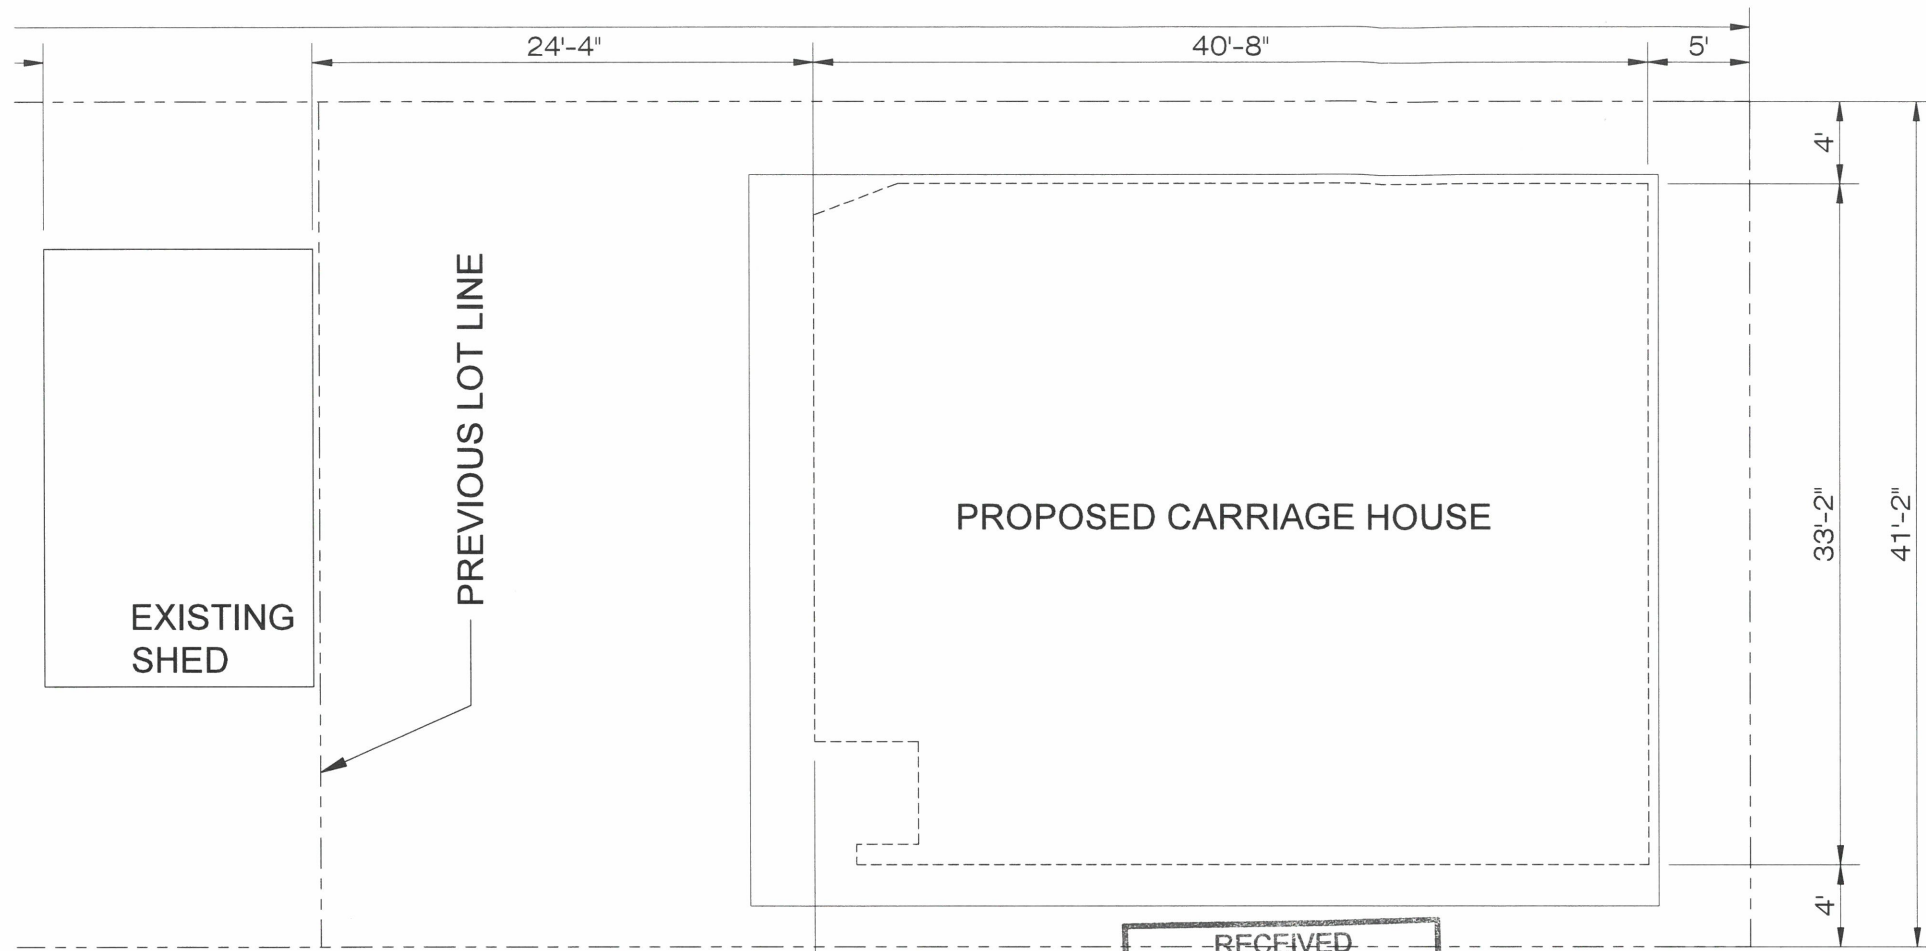 24'-4"
40'-8"
5'
4'
PREVIOUS LOT LINE
PROPOSED CARRIAGE HOUSE
33'-2"
41'-2"
EXISTING
SHED
4'
RECEIVED